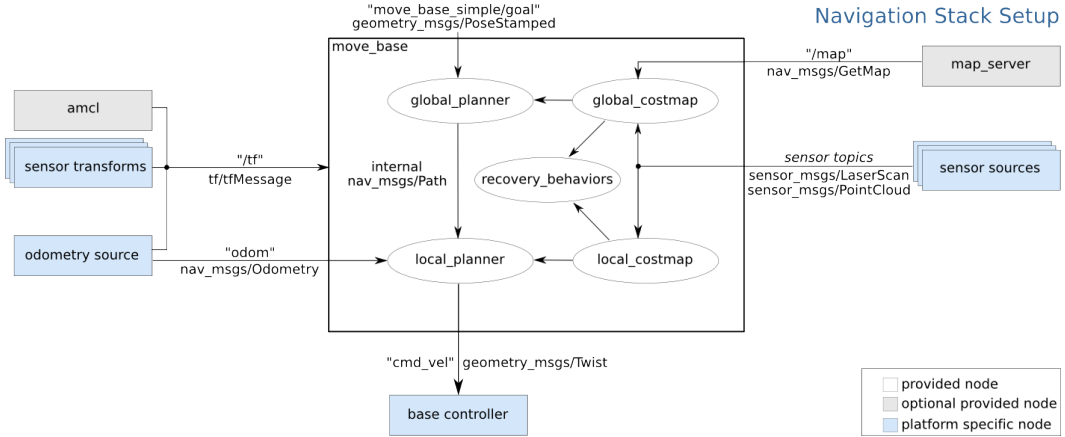 Navigation Stack Setup
"move_base_simple/goal"
geometry_msgs/PoseStamped
move_base
"/map"
nav_msgs/GetMap
map_server
global_planner
global_costmap
amcl
sensor transforms
"/tf"
tf/tfMessage
internal
nav_msgs/Path
recovery_behaviors
sensor topics
sensor_msgs/LaserScan
sensor_msgs/PointCloud
sensor sources
odometry source
"odom"
nav_msgs/Odometry
local_planner
local_costmap
"cmd_vel" geometry_msgs/Twist
base controller
provided node
optional provided node
platform specific node